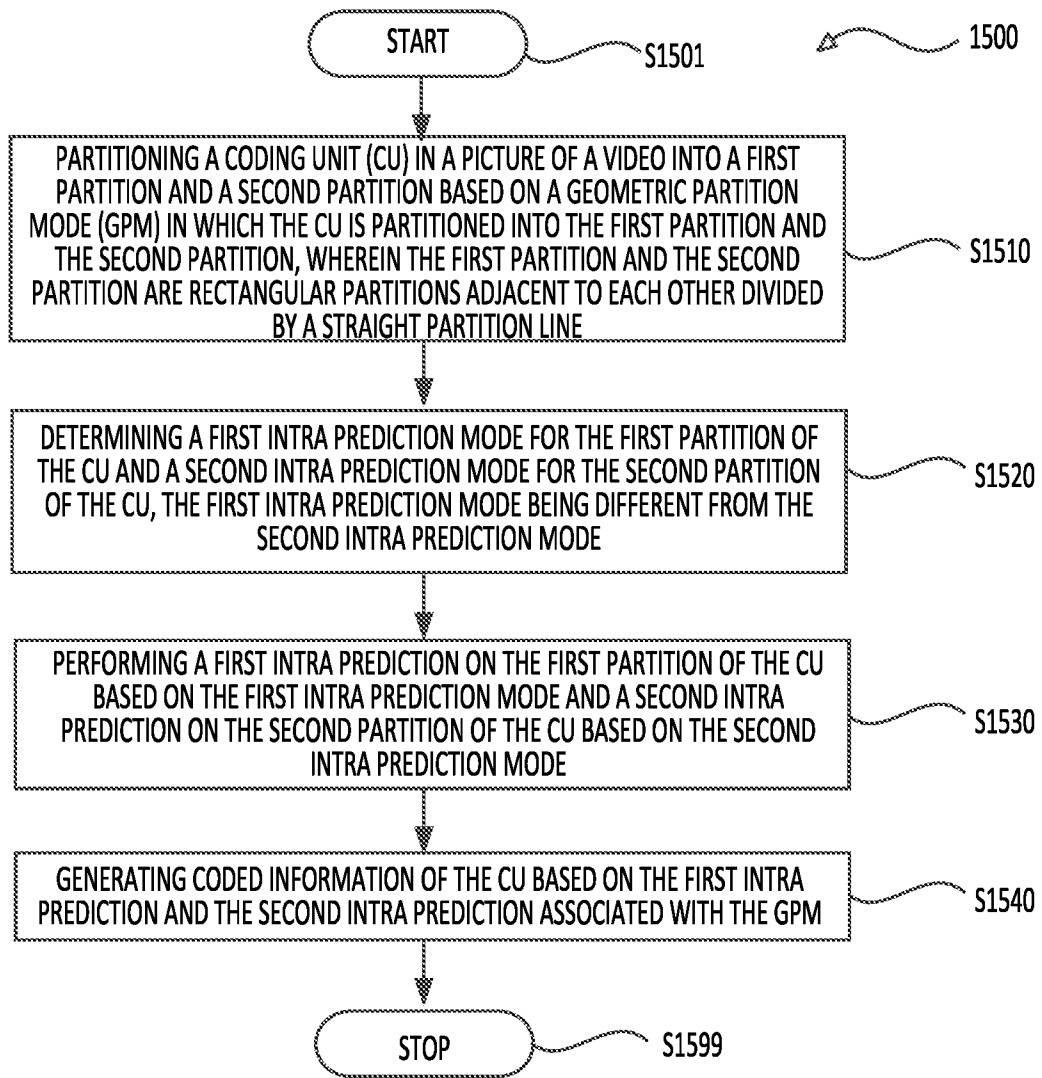 START
S1501
1500
PARTITIONING A CODING UNIT (CU) IN A PICTURE OF A VIDEO INTO A FIRST
PARTITION AND A SECOND PARTITION BASED ON A GEOMETRIC PARTITION
MODE (GPM) IN WHICH THE CU IS PARTITIONED INTO THE FIRST PARTITION AND
THE SECOND PARTITION, WHEREIN THE FIRST PARTITION AND THE SECOND
PARTITION ARE RECTANGULAR PARTITIONS ADJACENT TO EACH OTHER DIVIDED
BY A STRAIGHT PARTITION LINE
S1510
DETERMINING A FIRST INTRA PREDICTION MODE FOR THE FIRST PARTITION OF
THE CU AND A SECOND INTRA PREDICTION MODE FOR THE SECOND PARTITION
OF THE CU, THE FIRST INTRA PREDICTION MODE BEING DIFFERENT FROM THE
SECOND INTRA PREDICTION MODE
S1520
PERFORMING A FIRST INTRA PREDICTION ON THE FIRST PARTITION OF THE CU
BASED ON THE FIRST INTRA PREDICTION MODE AND A SECOND INTRA
PREDICTION ON THE SECOND PARTITION OF THE CU BASED ON THE SECOND
INTRA PREDICTION MODE
S1530
GENERATING CODED INFORMATION OF THE CU BASED ON THE FIRST INTRA
PREDICTION AND THE SECOND INTRA PREDICTION ASSOCIATED WITH THE GPM
S1540
STOP
S1599